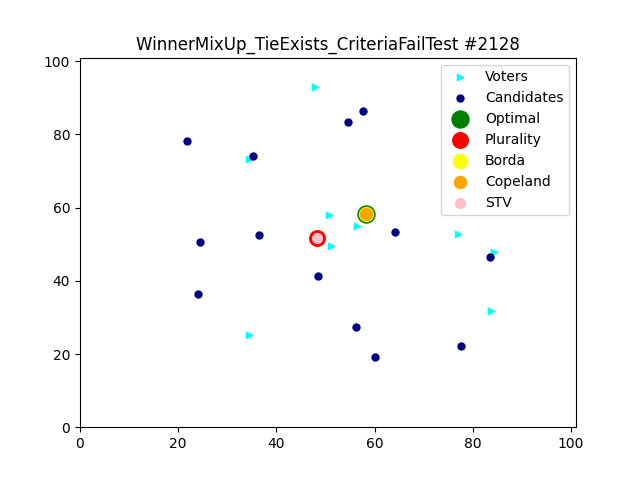 WinnerMixUp_TieExists_CriteriaFailTest #2128
100
80
60
40
20
0
0 20 40 60 80 100
Voters
Candidates
Optimal
Plurality
Borda
Copeland
STV